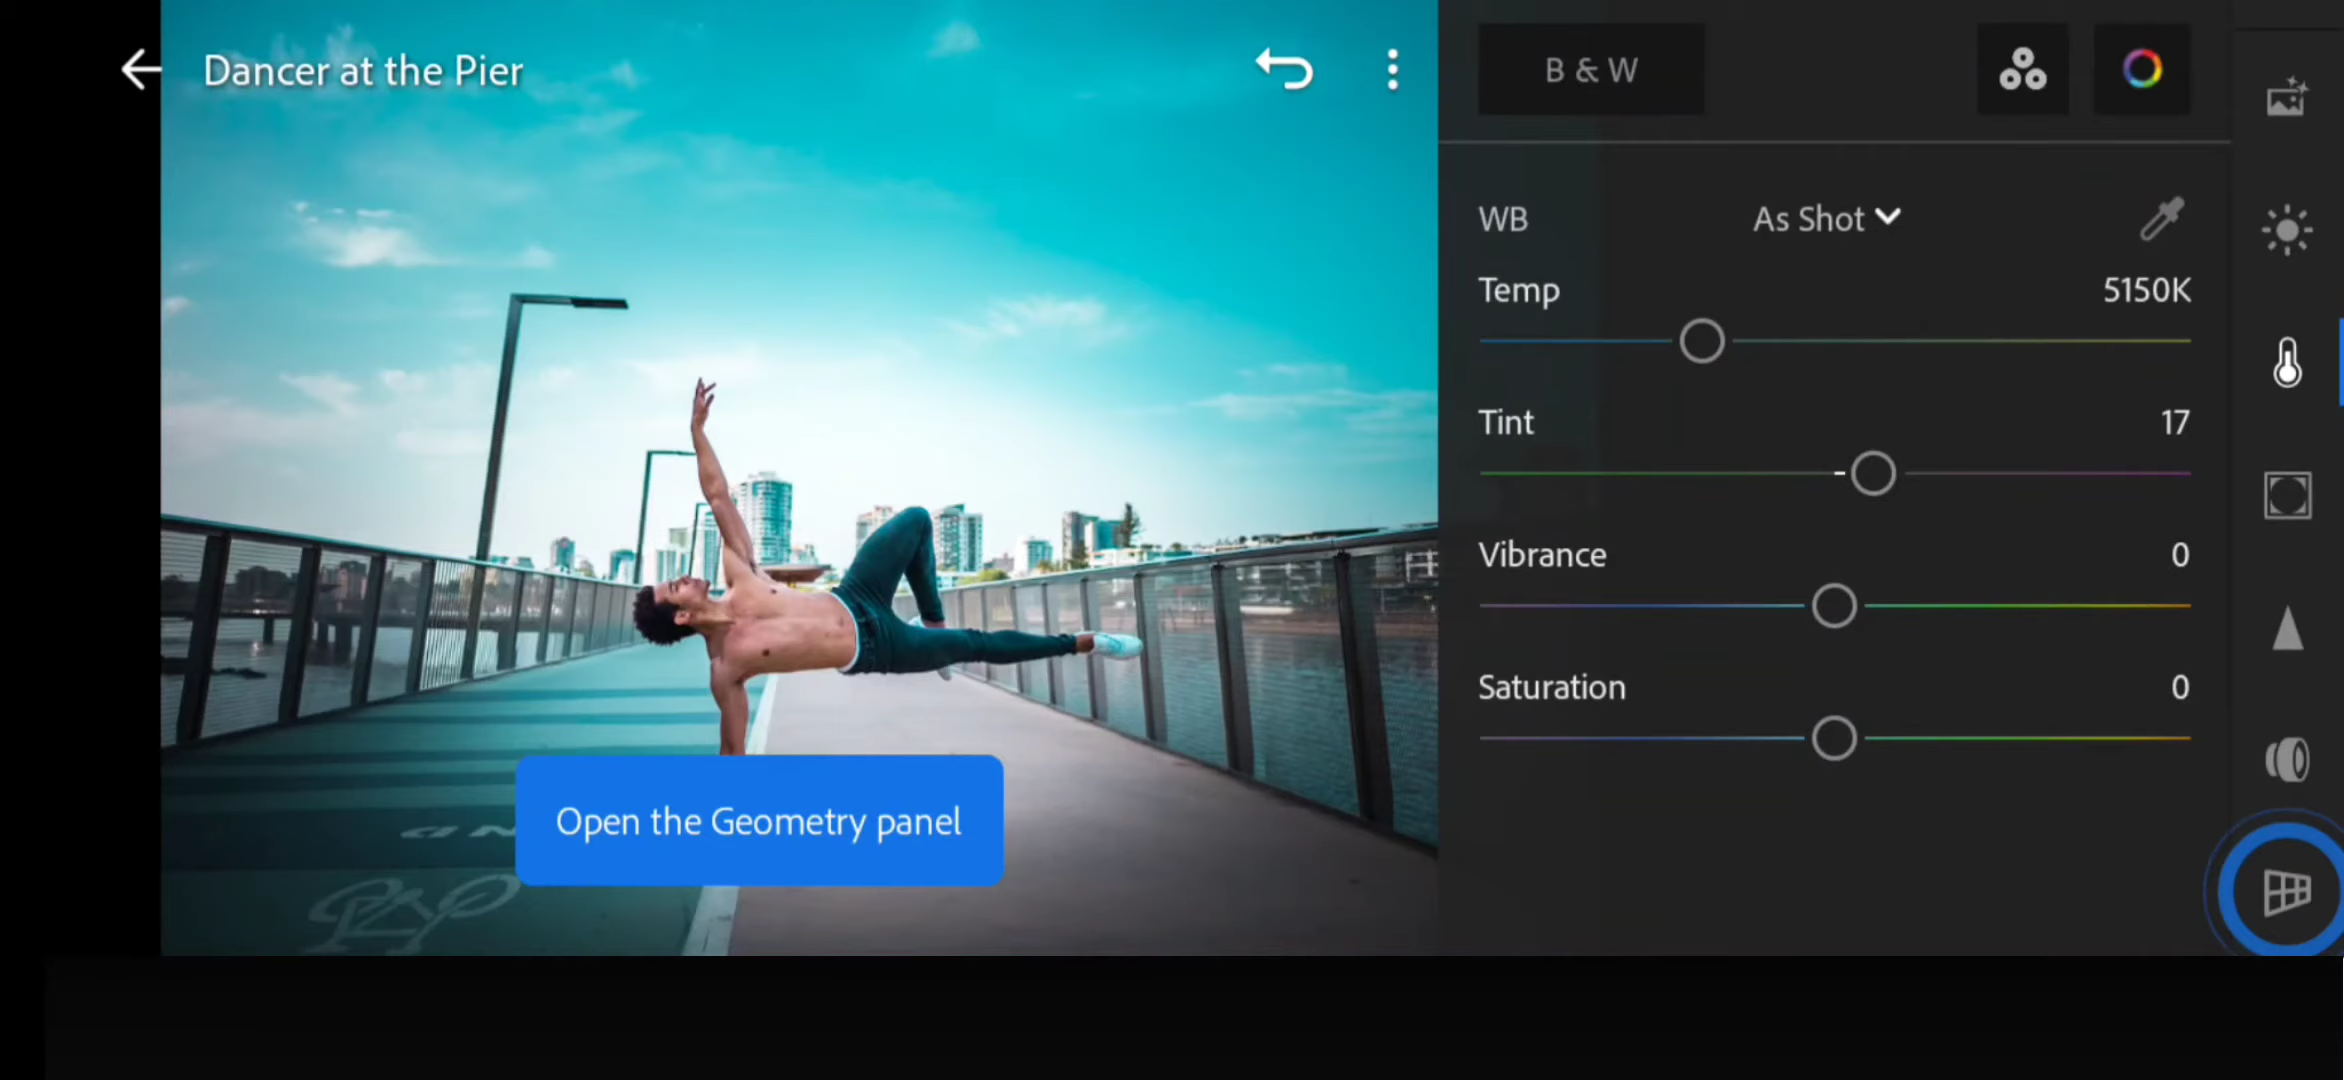 Dancer at the Pier
B & W
WB
As Shot
Temp
5150K
Tint
17
Vibrance
0
Saturation
0
Open the Geometry panel